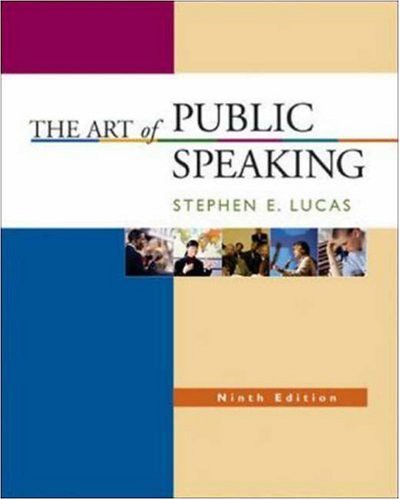 THE ART of PUBLIC
SPEAKING
STEPHEN E. LUCAS
Ninth Edition